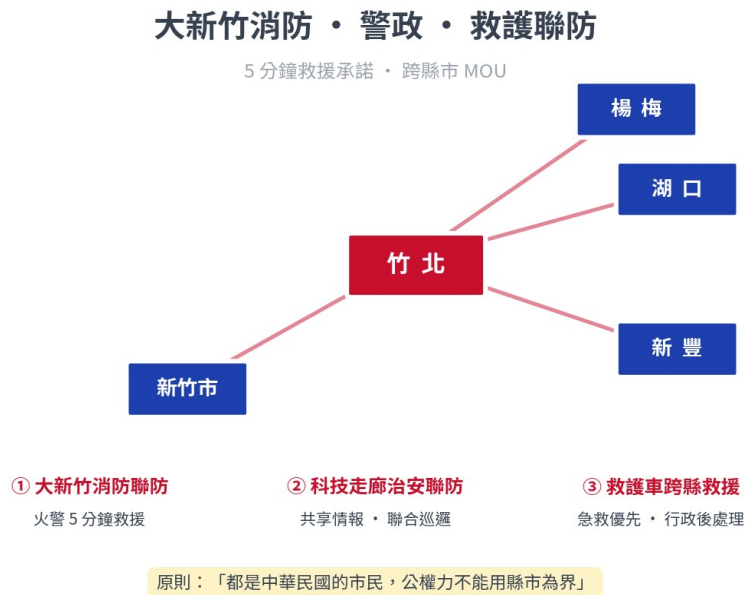 大新竹消防 · 警政 · 救護聯防
5 分鐘救援承諾 · 跨縣市 MOU
楊 梅
湖 口
竹 北
新 豐
新竹市
① 大新竹消防聯防
火警 5 分鐘救援
② 科技走廊治安聯防
共享情報 · 聯合巡邏
③ 救護車跨縣救援
急救優先 · 行政後處理
原則：「都是中華民國的市民，公權力不能用縣市為界」